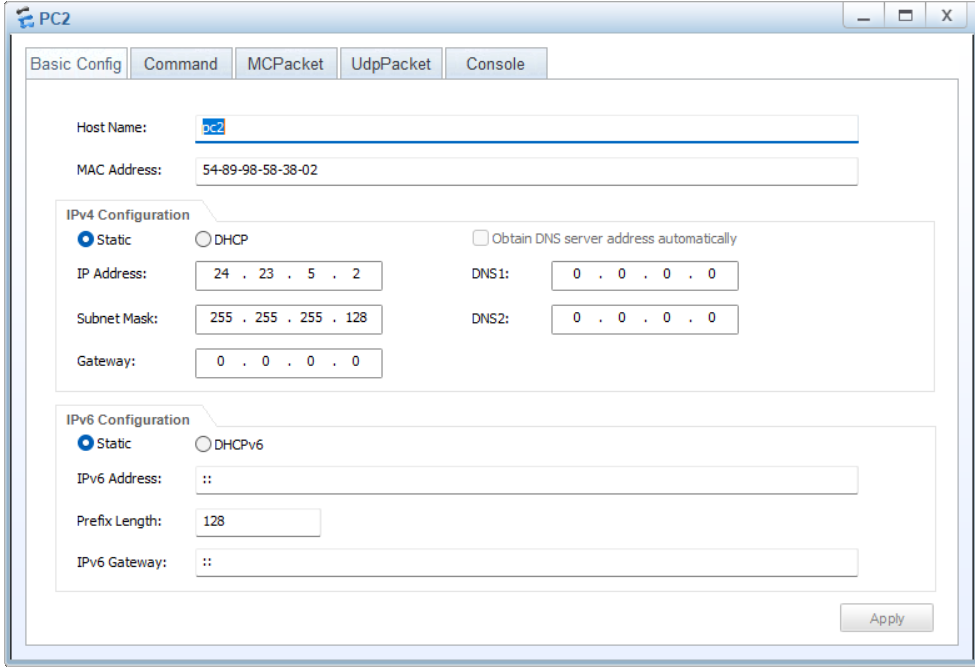 PC2
Basic Config Command MCPacket UdpPacket Console
Host Name: pc2
MAC Address: 54-89-98-58-38-02
IPv4 Configuration
Static DHCP Obtain DNS server address automatically
IP Address: 24 . 23 . 5 . 2 DNS1: 0 . 0 . 0 . 0
Subnet Mask: 255 . 255 . 255 . 128 DNS2: 0 . 0 . 0 . 0
Gateway: 0 . 0 . 0 . 0
IPv6 Configuration
Static DHCPv6
IPv6 Address: ::
Prefix Length: 128
IPv6 Gateway: ::
Apply